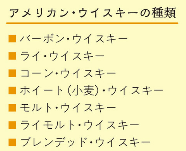 アメリカン・ウイスキーの種類
■バーボン・ウイスキー
■ライ・ウイスキー
■コーン・ウイスキー
■ホイート(小麦)・ウイスキー
■モルト・ウイスキー
■ライモルト・ウイスキー
■ブレンデッド・ウイスキー